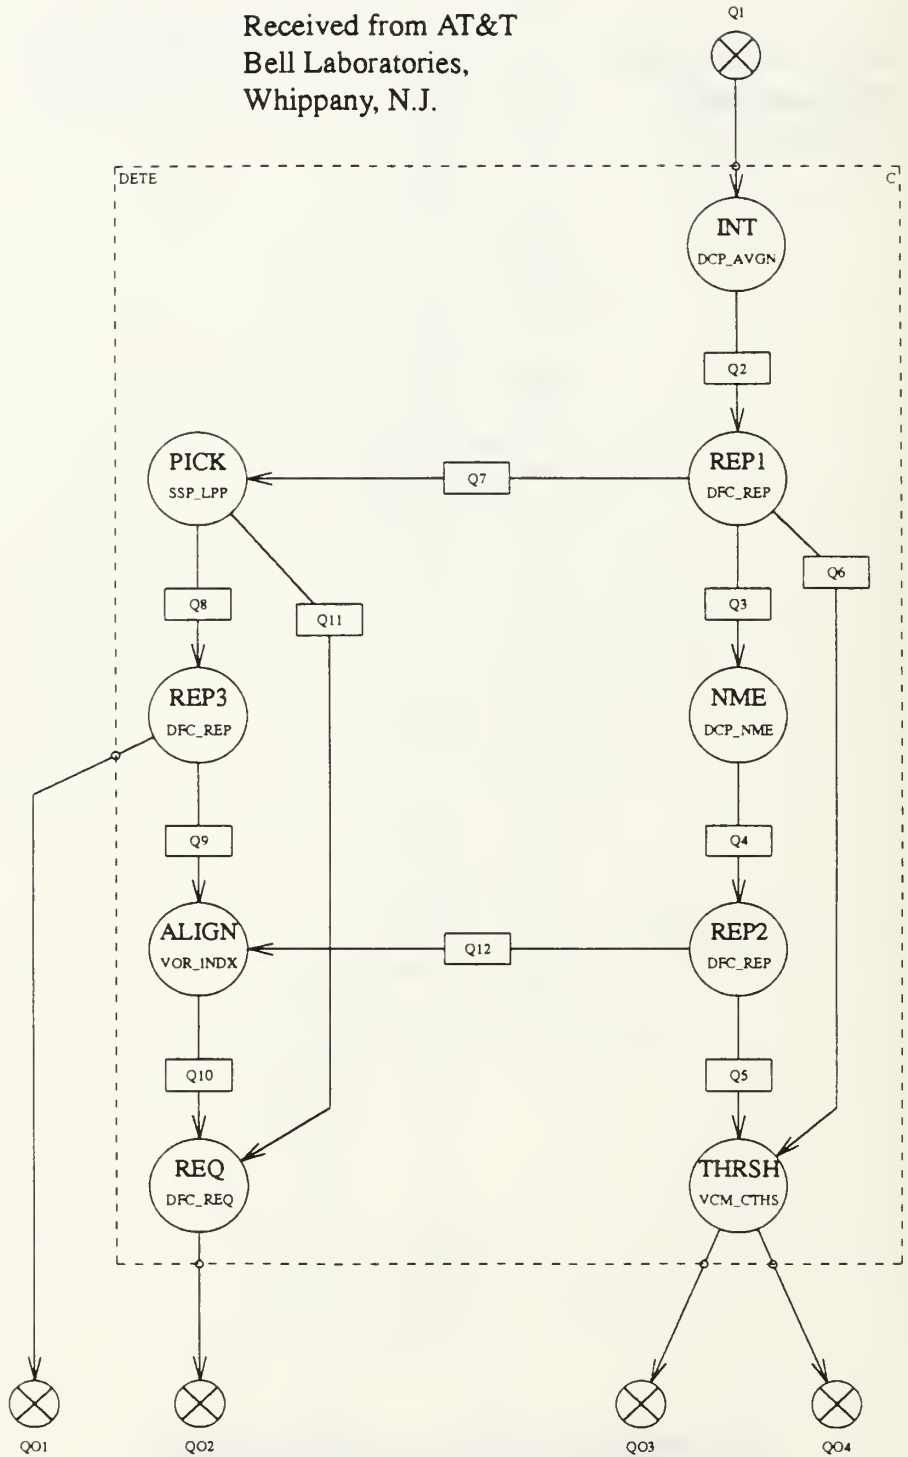 Received from AT&T
Bell Laboratories,
Whippany, N.J.
Q1
DETE
C
INT
DCP_AVGN
Q2
PICK
SSP_LPP
Q7
REP1
DFC_REP
Q6
Q8
Q11
Q3
REP3
DFC_REP
NME
DCP_NME
Q9
Q4
ALIGN
VOR_INDX
Q12
REP2
DFC_REP
Q10
Q5
REQ
DFC_REQ
THRSH
VCM_CTHS
QO1
QO2
QO3
QO4